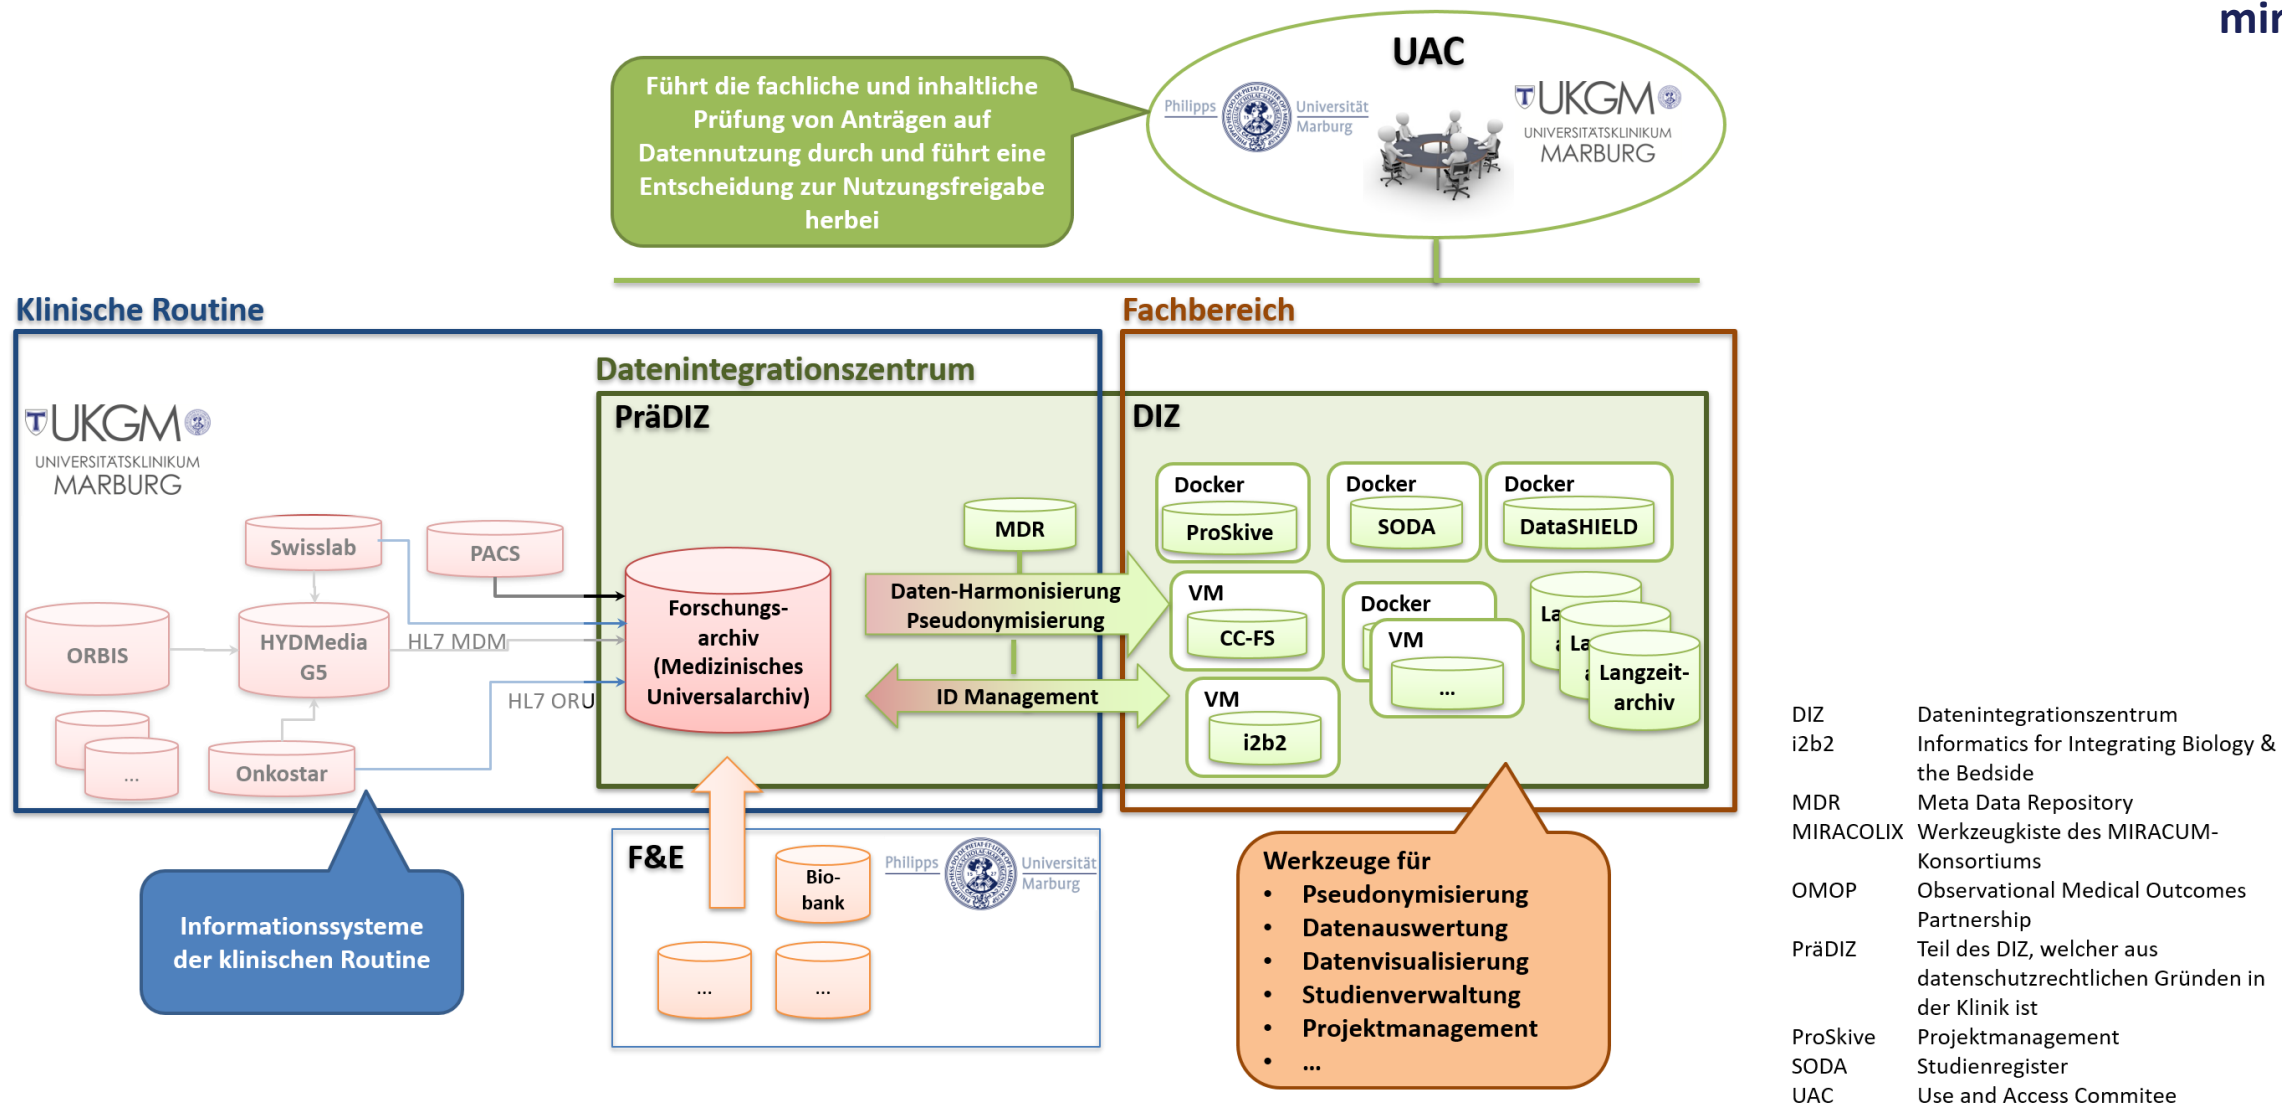 mir
UAC
Führt die fachliche und inhaltliche
Prüfung von Anträgen auf
Datennutzung durch und führt eine
Entscheidung zur Nutzungsfreigabe
herbei
Philipps
Universität
Marburg
UKGM
UNIVERSITÄTSKLINIKUM
MARBURG
Klinische Routine
Fachbereich
Datenintegrationszentrum
PräDIZ
DIZ
UKGM
UNIVERSITÄTSKLINIKUM
MARBURG
Swisslab
PACS
ORBIS
HYDMedia
G5
HL7 MDM
HL7 ORU
...
Onkostar
Forschungs-
archiv
(Medizinisches
Universalarchiv)
MDR
Daten-Harmonisierung
Pseudonymisierung
ID Management
Docker
ProSkive
Docker
SODA
Docker
DataSHIELD
VM
CC-FS
Docker
VM
...
La
a
La
a
Langzeit-
archiv
VM
i2b2
Informationssysteme
der klinischen Routine
F&E
Bio-
bank
Philipps
Universität
Marburg
...
...
Werkzeuge für
• Pseudonymisierung
• Datenauswertung
• Datenvisualisierung
• Studienverwaltung
• Projektmanagement
• ...
DIZ Datenintegrationszentrum
i2b2 Informatics for Integrating Biology &
the Bedside
MDR Meta Data Repository
MIRACOLIX Werkzeugkiste des MIRACUM-
Konsortiums
OMOP Observational Medical Outcomes
Partnership
PräDIZ Teil des DIZ, welcher aus
datenschutzrechtlichen Gründen in
der Klinik ist
ProSkive Projektmanagement
SODA Studienregister
UAC Use and Access Commitee